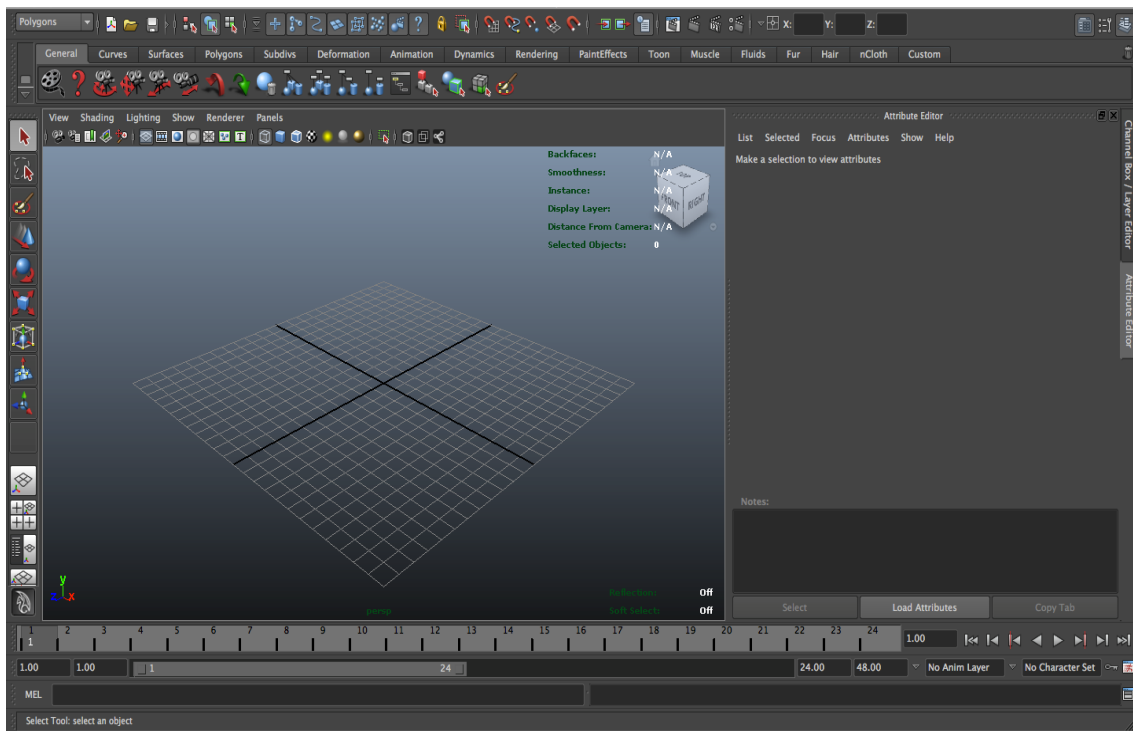 Polygons X: Y: Z:
General Curves Surfaces Polygons Subdivs Deformation Animation Dynamics Rendering PaintEffects Toon Muscle Fluids Fur Hair nCloth Custom
View Shading Lighting Show Renderer Panels
Backfaces: N/A
Smoothness: N/A
Instance: N/A
Display Layer: N/A
Distance From Camera: N/A
Selected Objects: 0
TOP
FRONT RIGHT
y
z x
persp
Reflection: Off
Soft Select: Off
Attribute Editor
List Selected Focus Attributes Show Help
Make a selection to view attributes
Notes:
Select Load Attributes Copy Tab
Channel Box / Layer Editor
Attribute Editor
1 2 3 4 5 6 7 8 9 10 11 12 13 14 15 16 17 18 19 20 21 22 23 24
1 1.00
1.00 1.00 1 24 24.00 48.00 No Anim Layer No Character Set
MEL
Select Tool: select an object